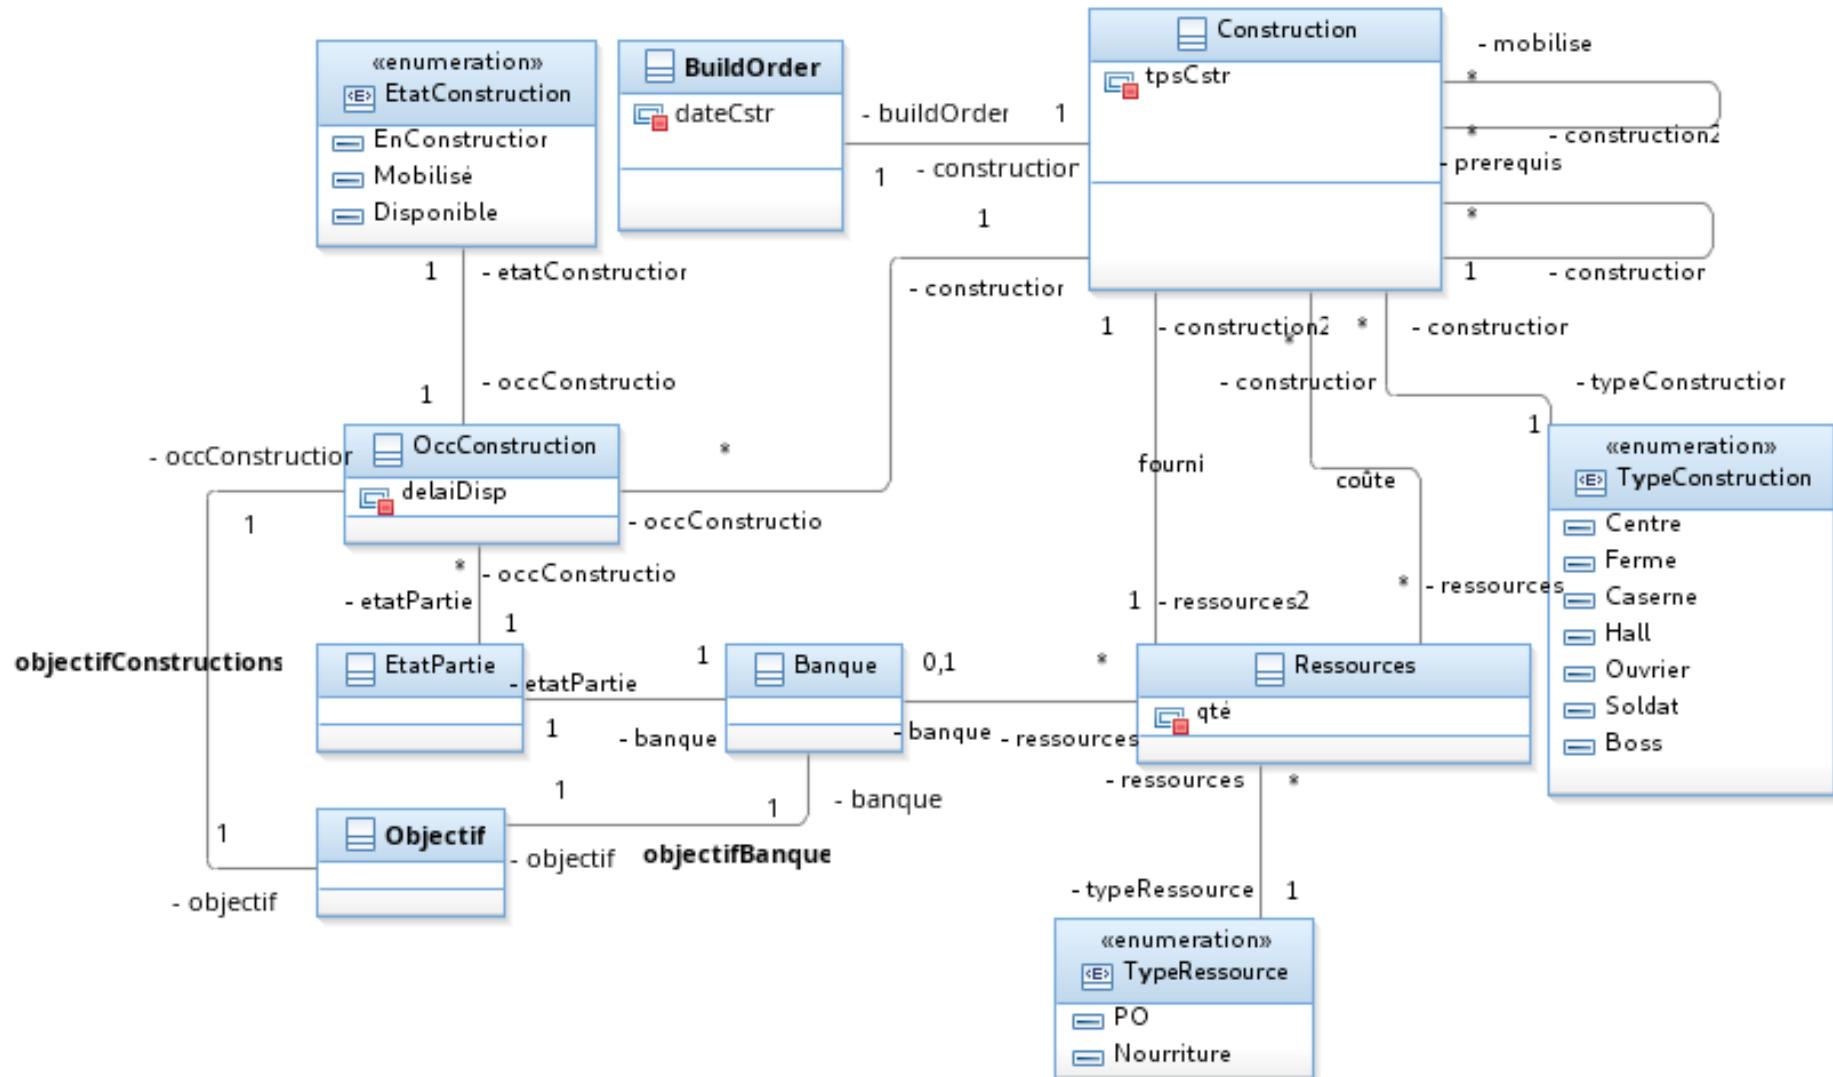 «enumeration»
EtatConstruction
EnConstructior
Mobilisé
Disponible
BuildOrder
dateCstr
Construction
tpsCstr
- mobilise
*
*
- construction2
- prerequis
*
1
- constructior
- buildOrder
1
1
- constructior
1
- constructior
1
- etatConstructior
1
- occConstructio
1
- construction2
*
*
- constructior
- constructior
- typeConstructior
1
- occConstructior
OccConstruction
delaiDisp
*
- occConstructio
1
fourni
coûte
«enumeration»
TypeConstruction
Centre
Ferme
Caserne
Hall
Ouvrier
Soldat
Boss
*
- occConstructio
- etatPartie
1
1
- ressources2
*
- ressources
objectifConstructions
EtatPartie
- etatPartie
1
1
- banque
Banque
0,1
*
- banque
- ressources
Ressources
qté
- ressources
*
1
1
- banque
1
Objectif
- objectif
objectifBanque
- objectif
- typeRessource
1
«enumeration»
TypeRessource
PO
Nourriture